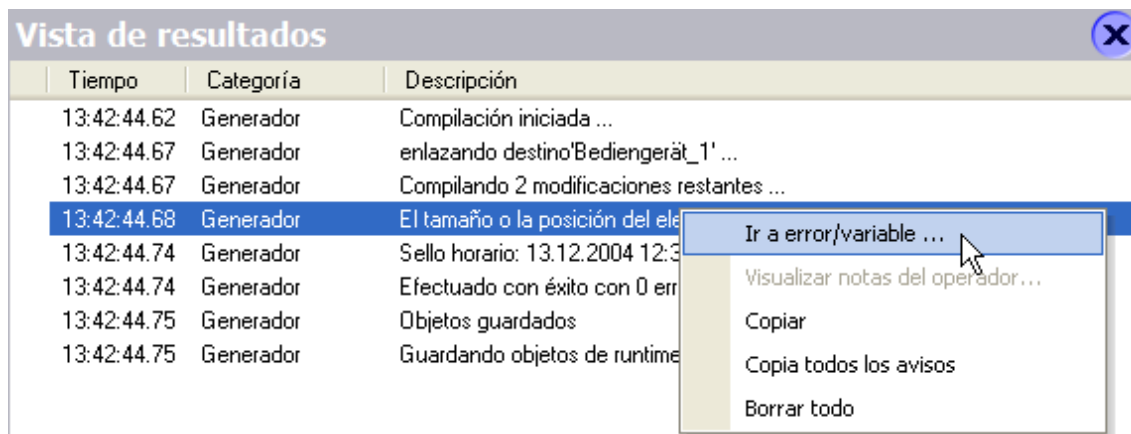 Vista de resultados
Tiempo Categoría Descripción
13:42:44.62 Generador Compilación iniciada ...
13:42:44.67 Generador enlazando destino'Bediengerät_1' ...
13:42:44.67 Generador Compilando 2 modificaciones restantes ...
13:42:44.68 Generador El tamaño o la posición del ele
13:42:44.74 Generador Sello horario: 13.12.2004 12:3
13:42:44.74 Generador Efectuado con éxito con 0 err
13:42:44.75 Generador Objetos guardados
13:42:44.75 Generador Guardando objetos de runtime
Ir a error/variable ...
Visualizar notas del operador...
Copiar
Copia todos los avisos
Borrar todo